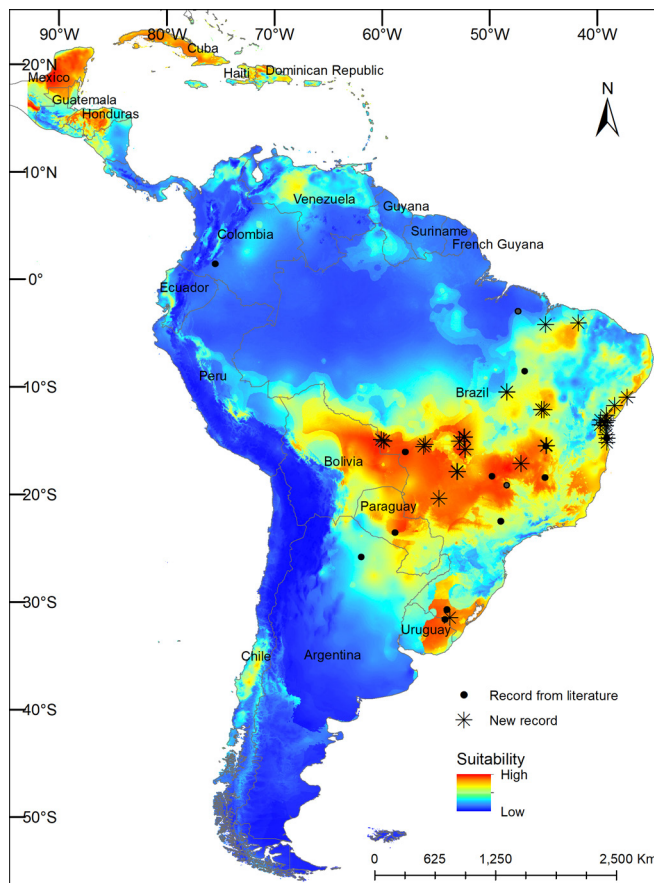 90°W 80°W 70°W 60°W 50°W 40°W
Cuba
20°N
Haiti Dominican Republic
Mexico
Guatemala
Honduras
N
10°N
Venezuela
Guyana
Suriname
Colombia
French Guyana
0°
Ecuador
Peru
Brazil
10°S
Bolivia
20°S
Paraguay
30°S
Uruguay
Chile
Argentina
Record from literature
40°S
New record
Suitability
High
Low
50°S
0 625 1,250 2,500 Km